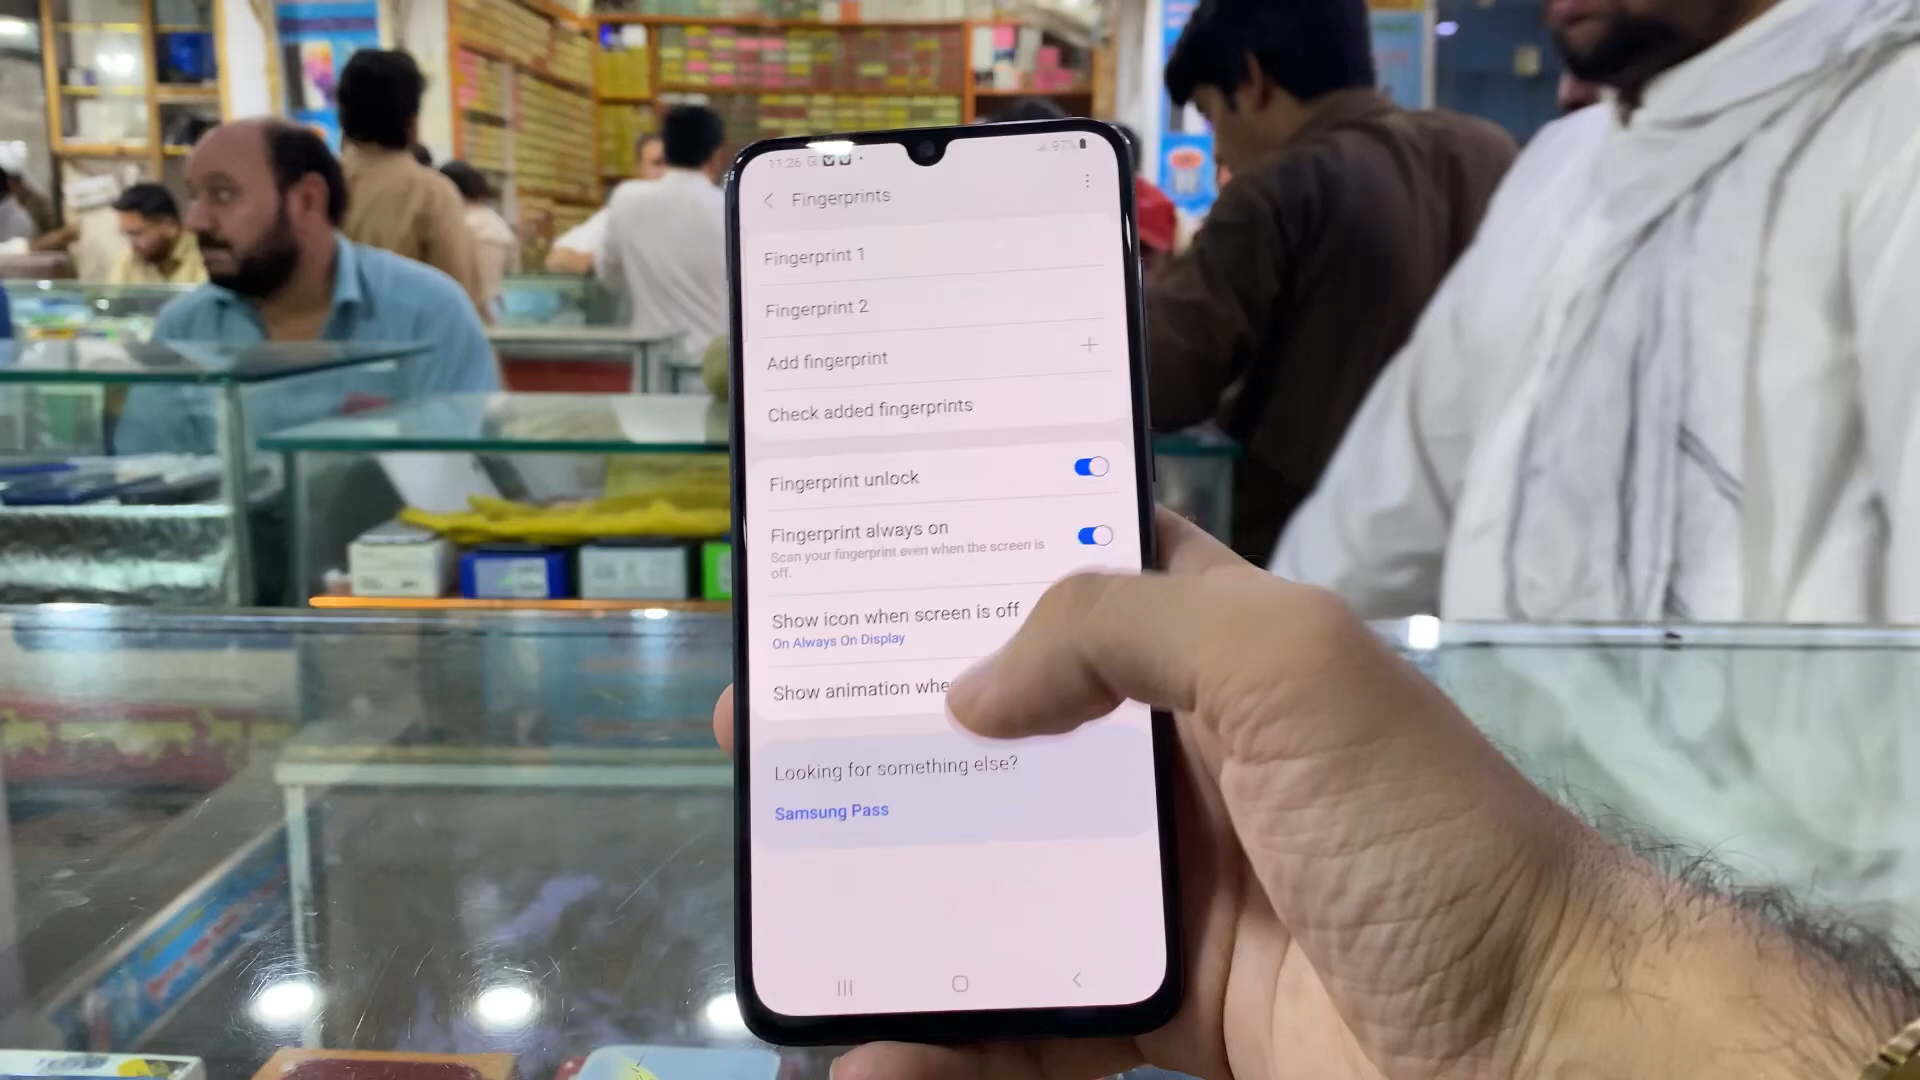 11:26
97%
Fingerprints
Fingerprint 1
Fingerprint 2
Add fingerprint
Check added fingerprints
Fingerprint unlock
Fingerprint always on
Scan your fingerprint even when the screen is
off.
Show icon when screen is off
On Always On Display
Show animation whe
Looking for something else?
Samsung Pass